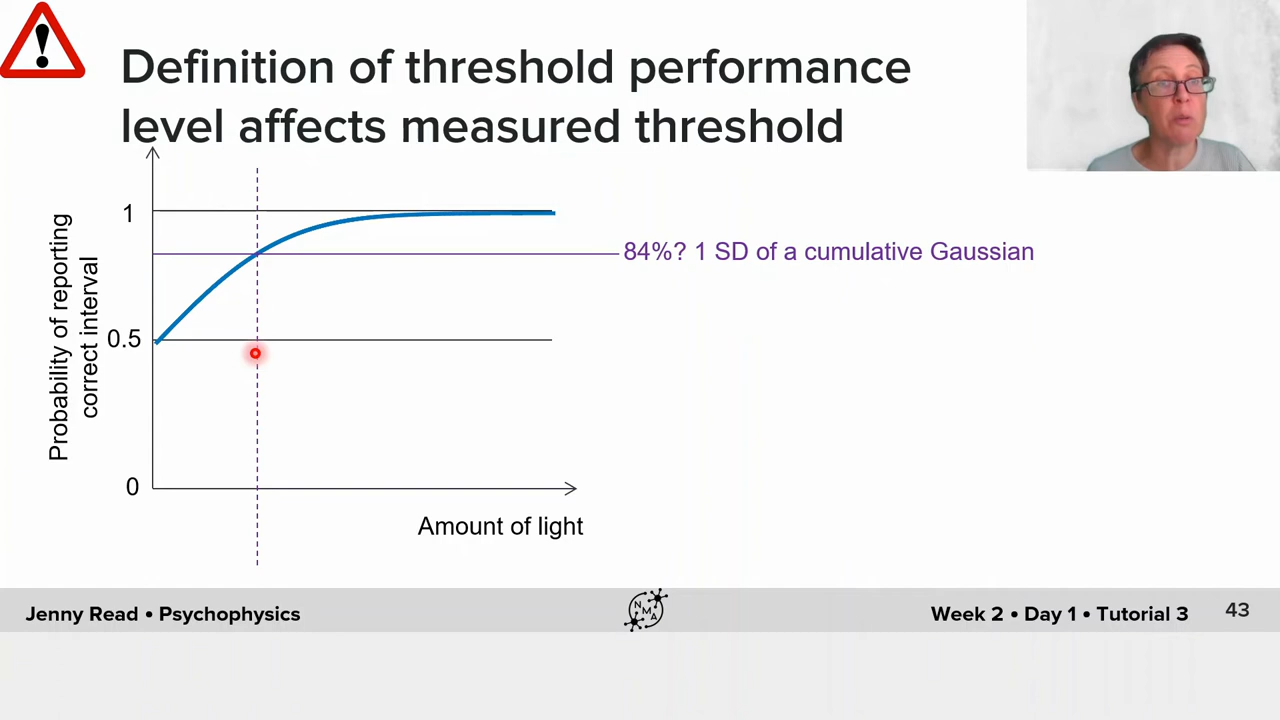 Definition of threshold performance
level affects measured threshold
Probability of reporting
correct interval
1
0.5
0
84%? 1 SD of a cumulative Gaussian
Amount of light
Jenny Read • Psychophysics
N
M
A
Week 2 • Day 1 • Tutorial 3
43